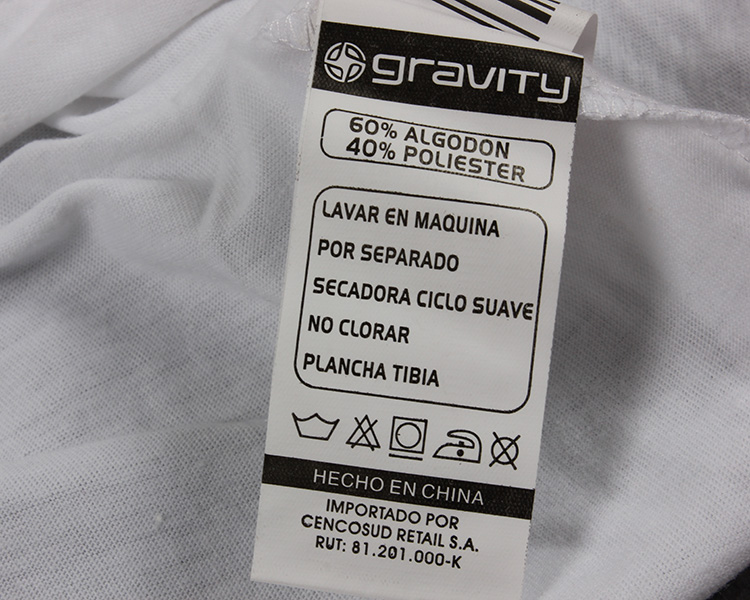 gravity
60% ALGODON
40% POLIESTER
LAVAR EN MAQUINA
POR SEPARADO
SECADORA CICLO SUAVE
NO CLORAR
PLANCHA TIBIA
HECHO EN CHINA
IMPORTADO POR
CENCOSUD RETAIL S.A.
RUT: 81.201.000-K